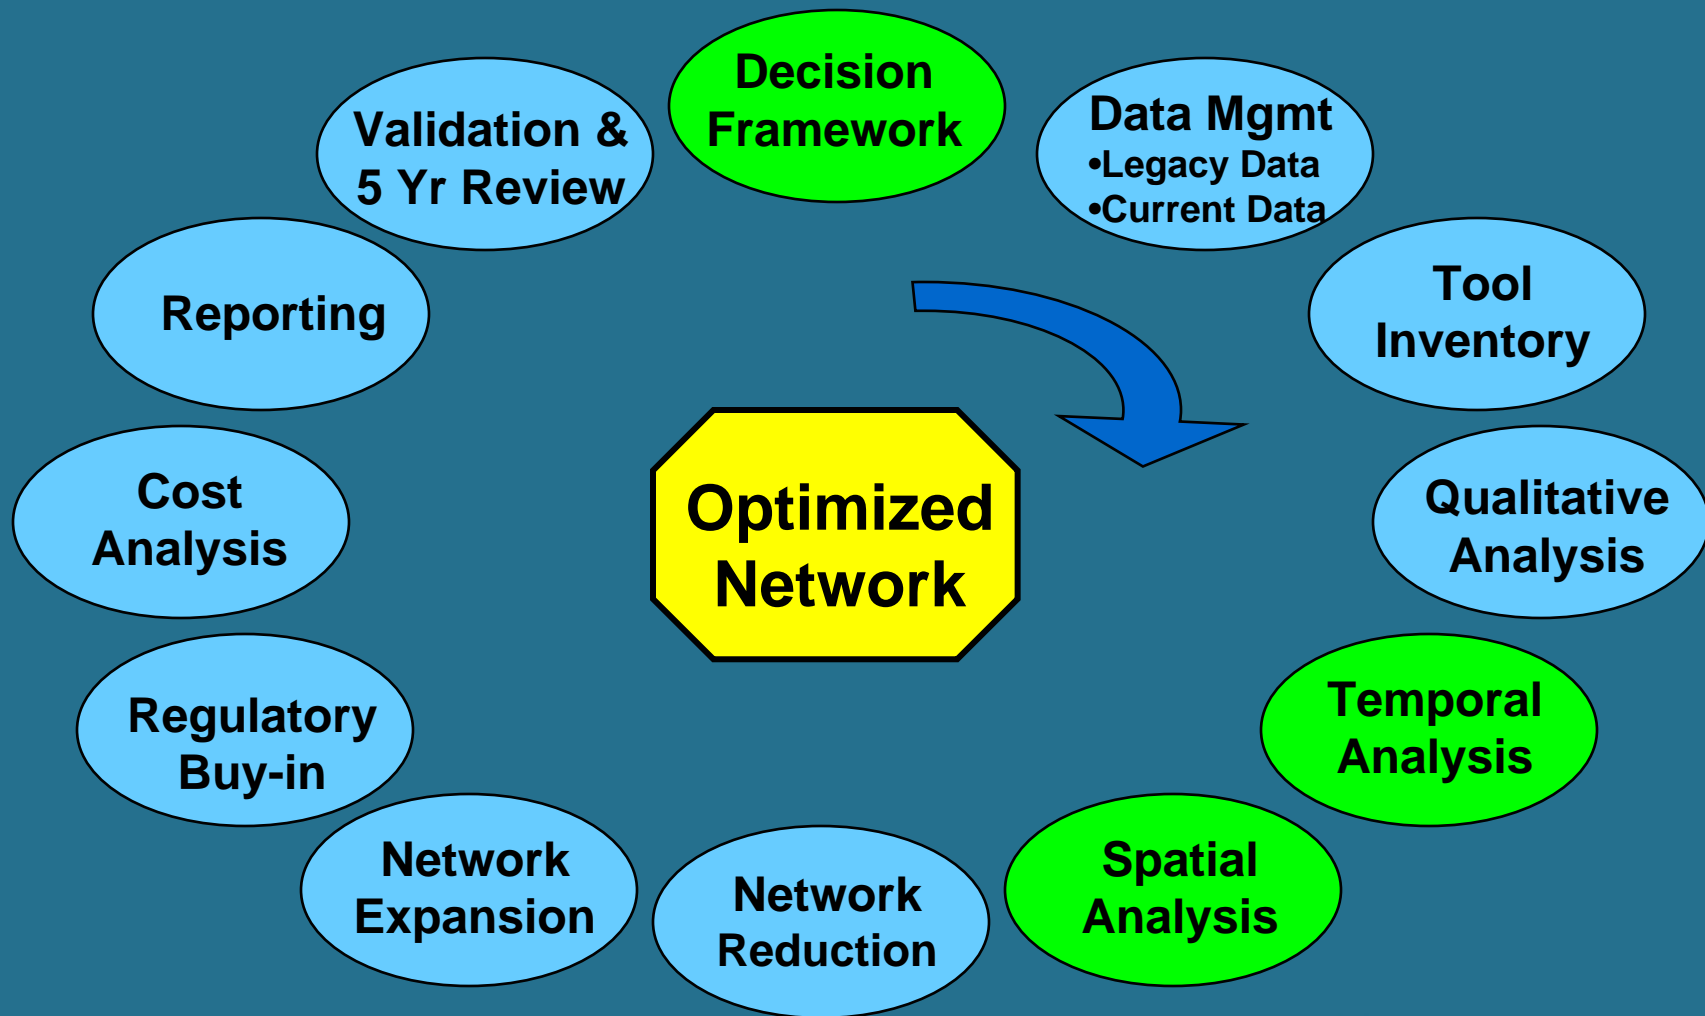 Decision
Framework
Data Mgmt
•Legacy Data
•Current Data
Tool
Inventory
Qualitative
Analysis
Temporal
Analysis
Spatial
Analysis
Network
Reduction
Network
Expansion
Regulatory
Buy-in
Cost
Analysis
Reporting
Validation &
5 Yr Review
Optimized
Network